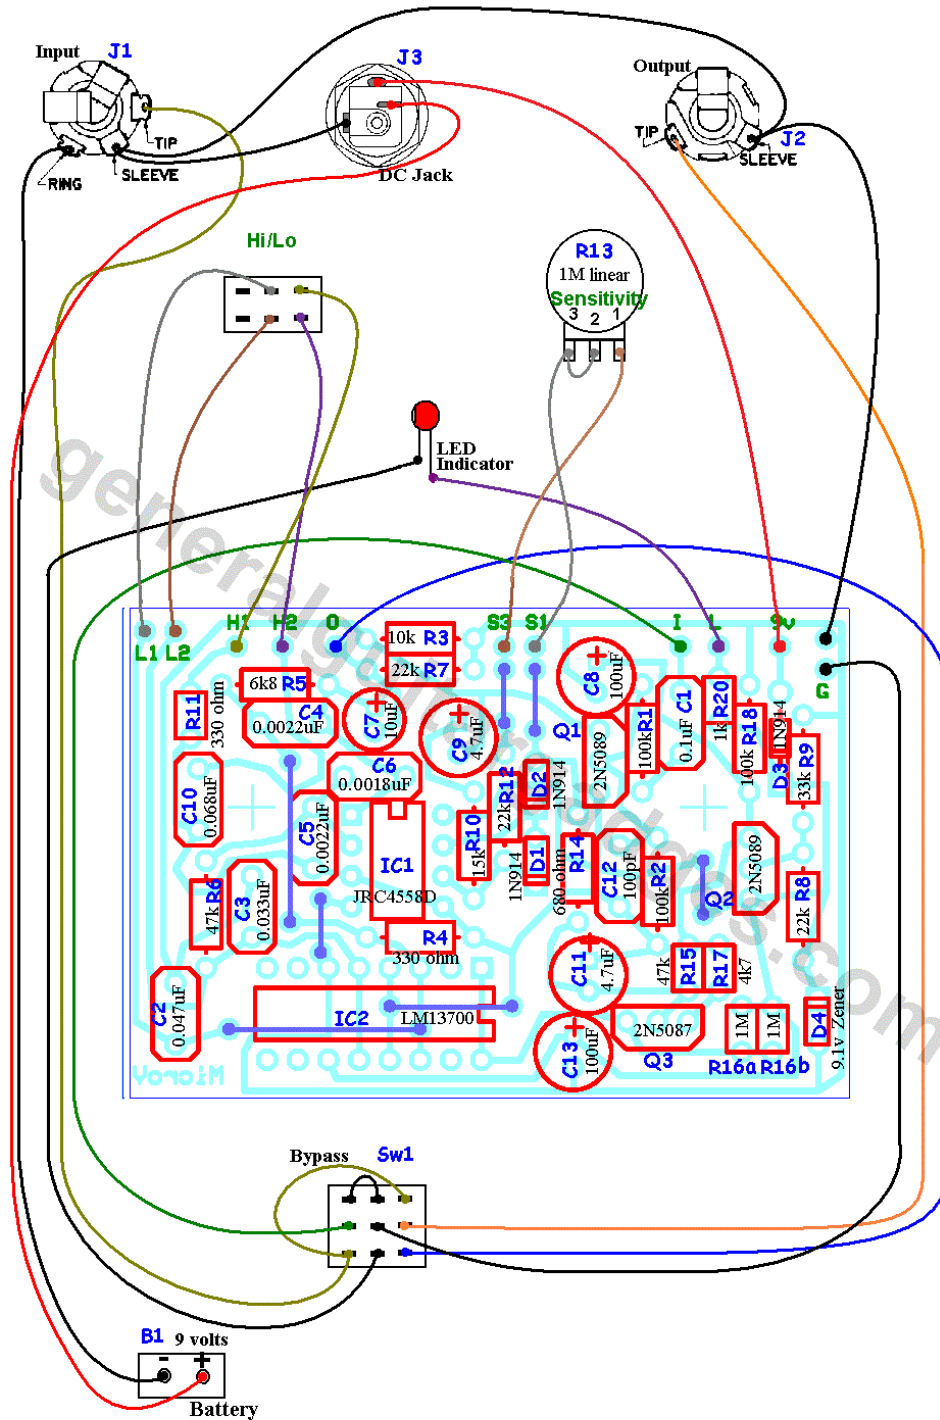 Input J1
J3
Output
TIP
TIP
J2
RING
SLEEVE
DC Jack
SLEEVE
Hi/Lo
R13
1M linear
Sensitivity
3 2 1
LED
Indicator
generalguitargadgets.com
H1 H2 O S3 S1 I L 9v
L1 L2
G
10k R3
22k R7
6k8 R5
R11
330 ohm
C4
0.0022uF
C7
10uF
C9
4.7uF
C8
100uF
Q1
2N5089
R1
100k
C1
0.1uF
R20
1k
R18
100k
1N914
D3
R9
33k
C6
0.0018uF
C10
0.068uF
C5
0.0022uF
R12
22k
D2
1N914
R10
15k
D1
1N914
R14
680 ohm
C12
100pF
R2
100k
Q2
2N5089
R8
22k
IC1
JRC4558D
R6
47k
C3
0.033uF
R4
330 ohm
C11
4.7uF
47k
R15
R17
4k7
C2
0.047uF
IC2
LM13700
C13
100uF
2N5087
Q3
1M
1M
R16a R16b
D4
9.1v Zener
MicroV
Bypass
Sw1
B1 9 volts
- +
Battery